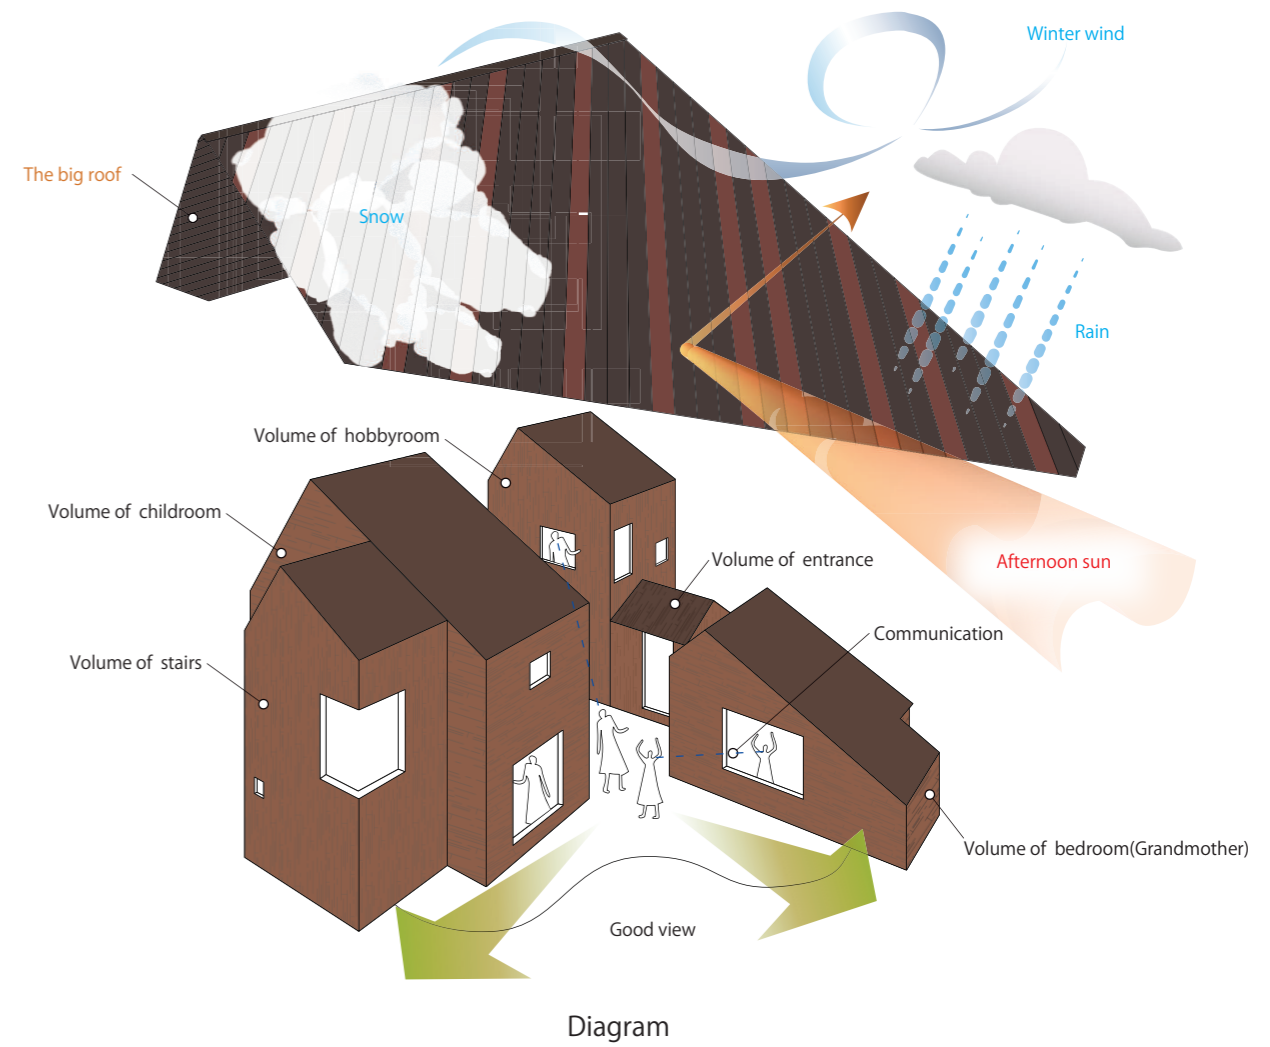 Winter wind
The big roof
Snow
Rain
Volume of hobbyroom
Volume of childroom
Volume of entrance
Afternoon sun
Communication
Volume of stairs
Volume of bedroom(Grandmother)
Good view
Diagram